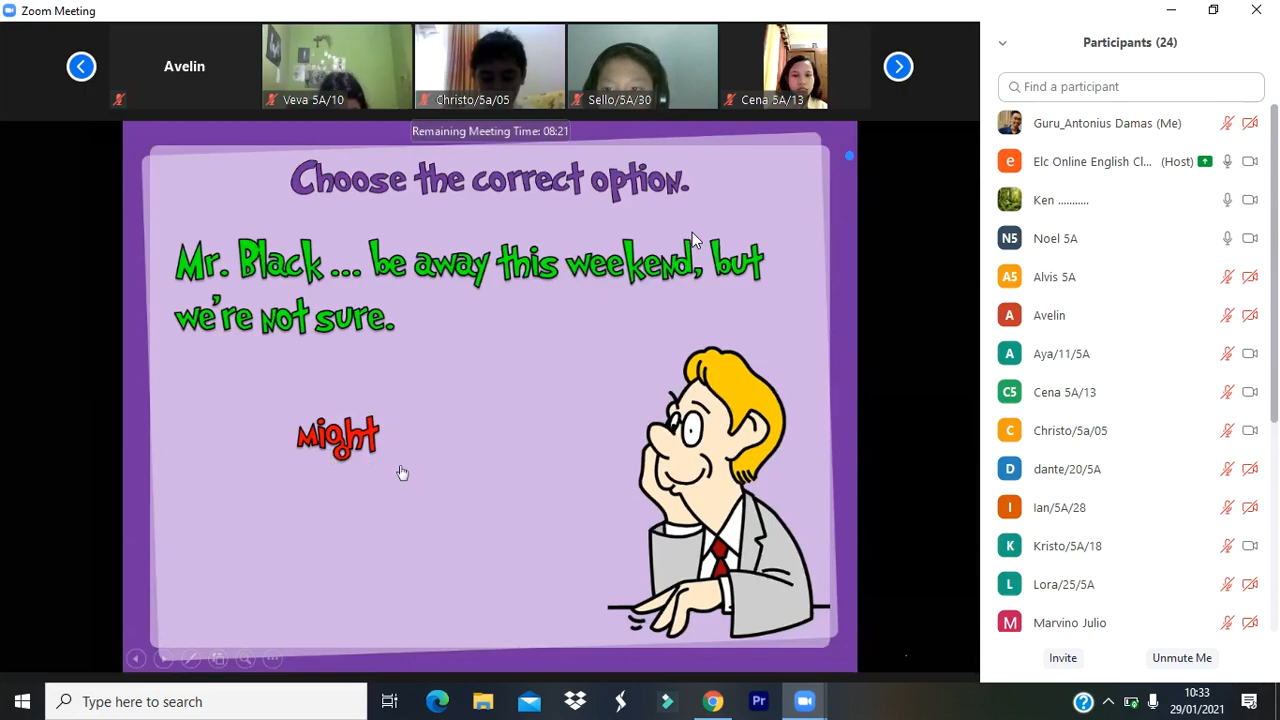 Zoom Meeting
Avelin
Veva 5A/10
Christo/5a/05
Sello/5A/30
Cena 5A/13
Remaining Meeting Time: 08:21
Choose the correct option.
Mr. Black ... be away this weekend, but
we're not sure.
might
Participants (24)
Find a participant
Guru_Antonius Damas (Me)
e Elc Online English Cl... (Host)
Ken ...........
N5 Noel 5A
A5 Alvis 5A
A Avelin
A Aya/11/5A
C5 Cena 5A/13
C Christo/5a/05
D dante/20/5A
I Ian/5A/28
K Kristo/5A/18
L Lora/25/5A
M Marvino Julio
Invite Unmute Me
Type here to search
Pr
10:33
29/01/2021